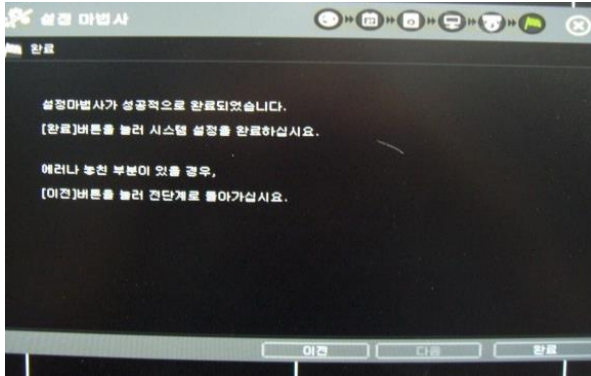 설정 마법사
완료
설정마법사가 성공적으로 완료되었습니다.
[완료]버튼을 눌러 시스템 설정을 완료하십시요.
에러나 놓친 부분이 있을 경우,
[이전]버튼을 눌러 전단계로 돌아가십시요.
이전 다음 완료